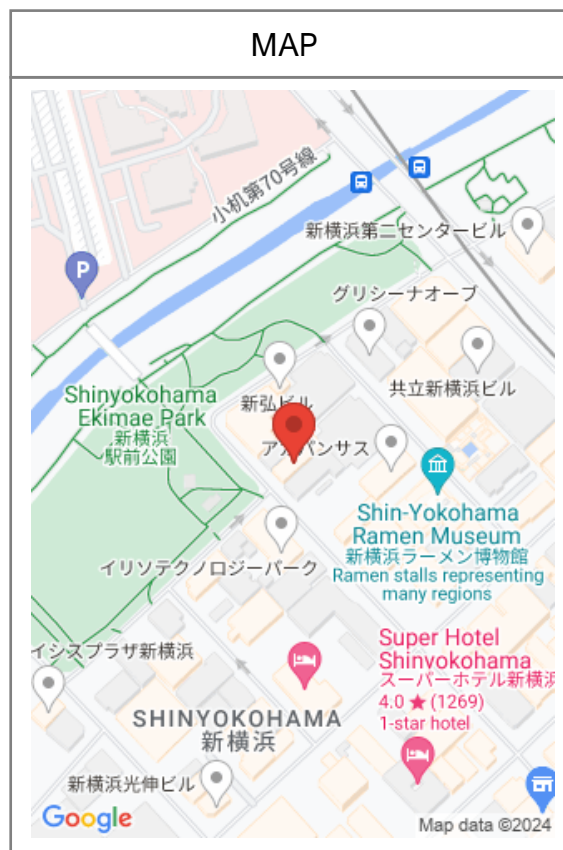 MAP
小机第70号線
P
新横浜第二センタービル
グリシーナオーブ
共立新横浜ビル
Shinyokohama
Ekimae Park
新横浜
駅前公園
新弘ビル
Shin-Yokohama
Ramen Museum
新横浜ラーメン博物館
Ramen stalls representing
many regions
イリソテクノロジーパーク
イシスプラザ新横浜
Super Hotel
Shinyokohama
スーパーホテル新横浜
4.0 ★ (1269)
1-star hotel
SHINYOKOHAMA
新横浜
新横浜光伸ビル
Google
Map data ©2024